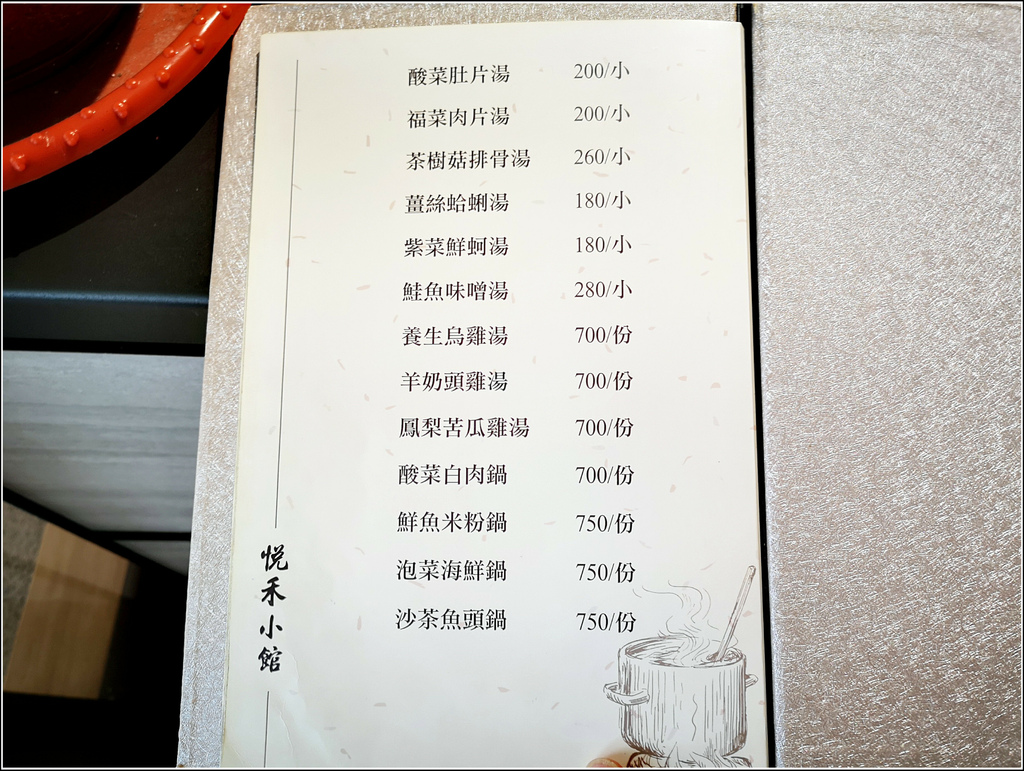 酸菜肚片湯 200/小
福菜肉片湯 200/小
茶樹菇排骨湯 260/小
薑絲蛤蜊湯 180/小
紫菜鮮蚵湯 180/小
鮭魚味噌湯 280/小
養生烏雞湯 700/份
羊奶頭雞湯 700/份
鳳梨苦瓜雞湯 700/份
酸菜白肉鍋 700/份
鮮魚米粉鍋 750/份
泡菜海鮮鍋 750/份
沙茶魚頭鍋 750/份
悅禾小館